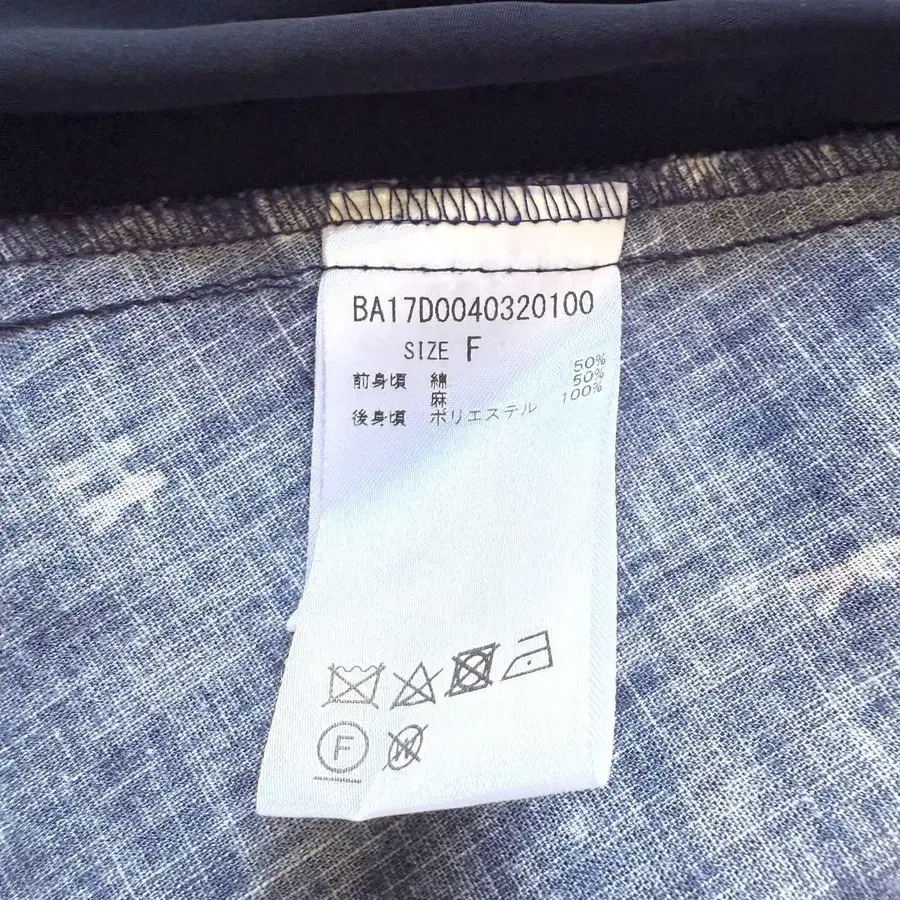 BA17D0040320100
SIZE F
前身頃 綿 50%
麻 50%
後身頃 ポリエステル 100%
F
W